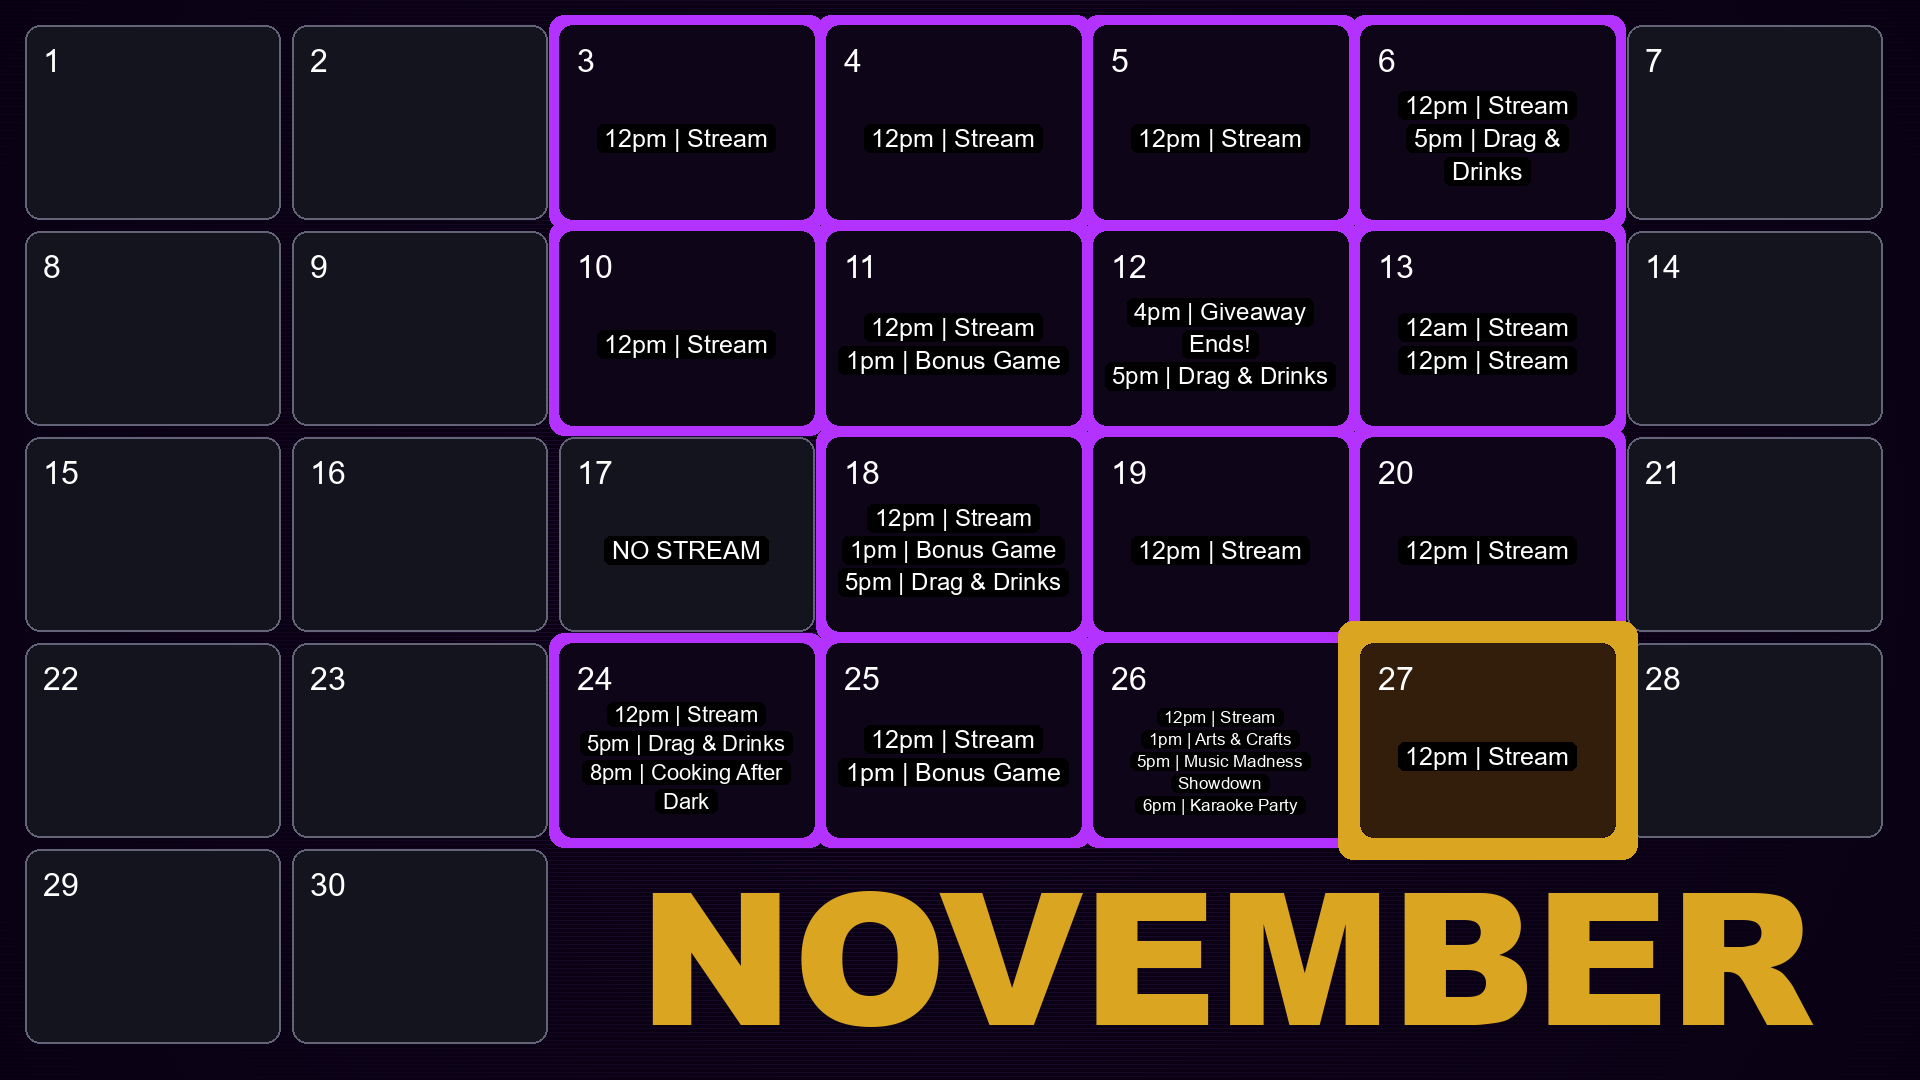 1
2
3
12pm | Stream
4
12pm | Stream
5
12pm | Stream
6
12pm | Stream
5pm | Drag &
Drinks
7
8
9
10
12pm | Stream
11
12pm | Stream
1pm | Bonus Game
12
4pm | Giveaway
Ends!
5pm | Drag & Drinks
13
12am | Stream
12pm | Stream
14
15
16
17
NO STREAM
18
12pm | Stream
1pm | Bonus Game
5pm | Drag & Drinks
19
12pm | Stream
20
12pm | Stream
21
22
23
24
12pm | Stream
5pm | Drag & Drinks
8pm | Cooking After
Dark
25
12pm | Stream
1pm | Bonus Game
26
12pm | Stream
1pm | Arts & Crafts
5pm | Music Madness
Showdown
6pm | Karaoke Party
27
12pm | Stream
28
29
30
NOVEMBER